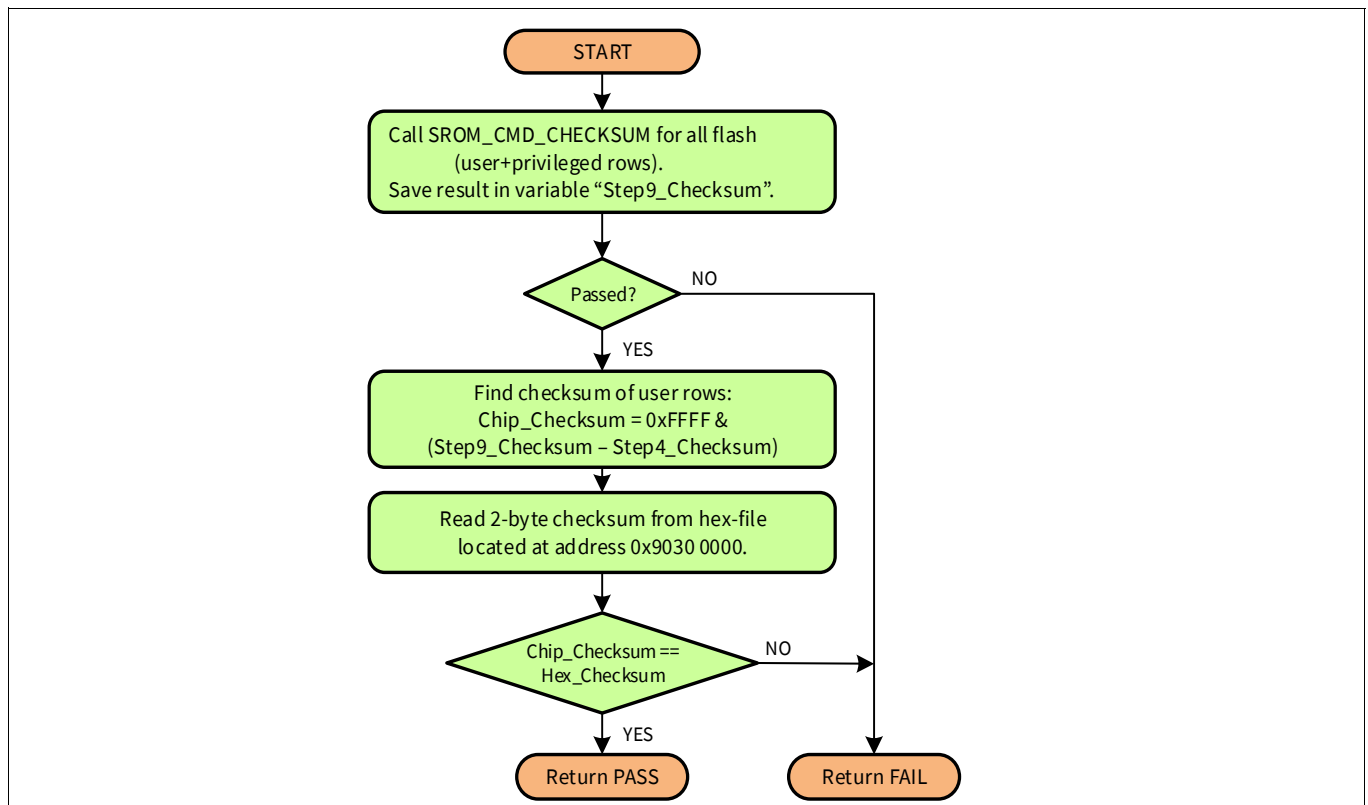 START
Call SROM_CMD_CHECKSUM for all flash
(user+privileged rows).
Save result in variable “Step9_Checksum”.
Passed?
NO
YES
Find checksum of user rows:
Chip_Checksum = 0xFFFF &
(Step9_Checksum – Step4_Checksum)
Read 2-byte checksum from hex-file
located at address 0x9030 0000.
Chip_Checksum ==
Hex_Checksum
NO
YES
Return PASS
Return FAIL